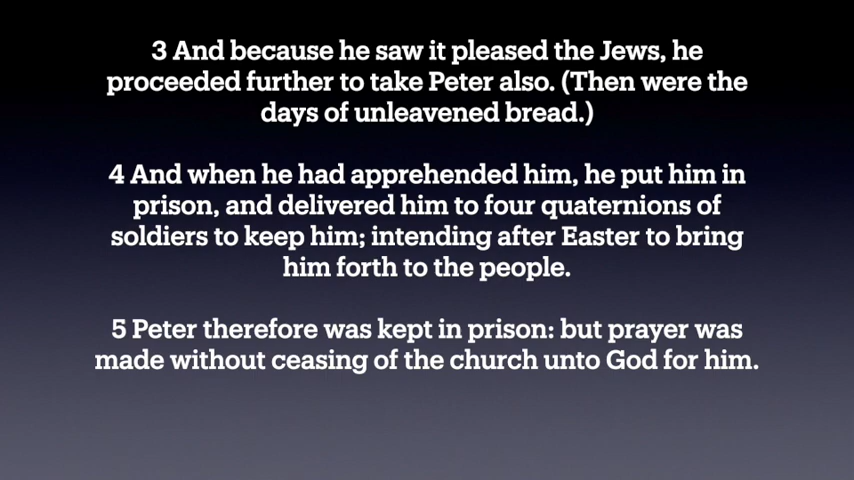 3 And because he saw it pleased the Jews, he
proceeded further to take Peter also. (Then were the
days of unleavened bread.)
4 And when he had apprehended him, he put him in
prison, and delivered him to four quaternions of
soldiers to keep him; intending after Easter to bring
him forth to the people.
5 Peter therefore was kept in prison: but prayer was
made without ceasing of the church unto God for him.